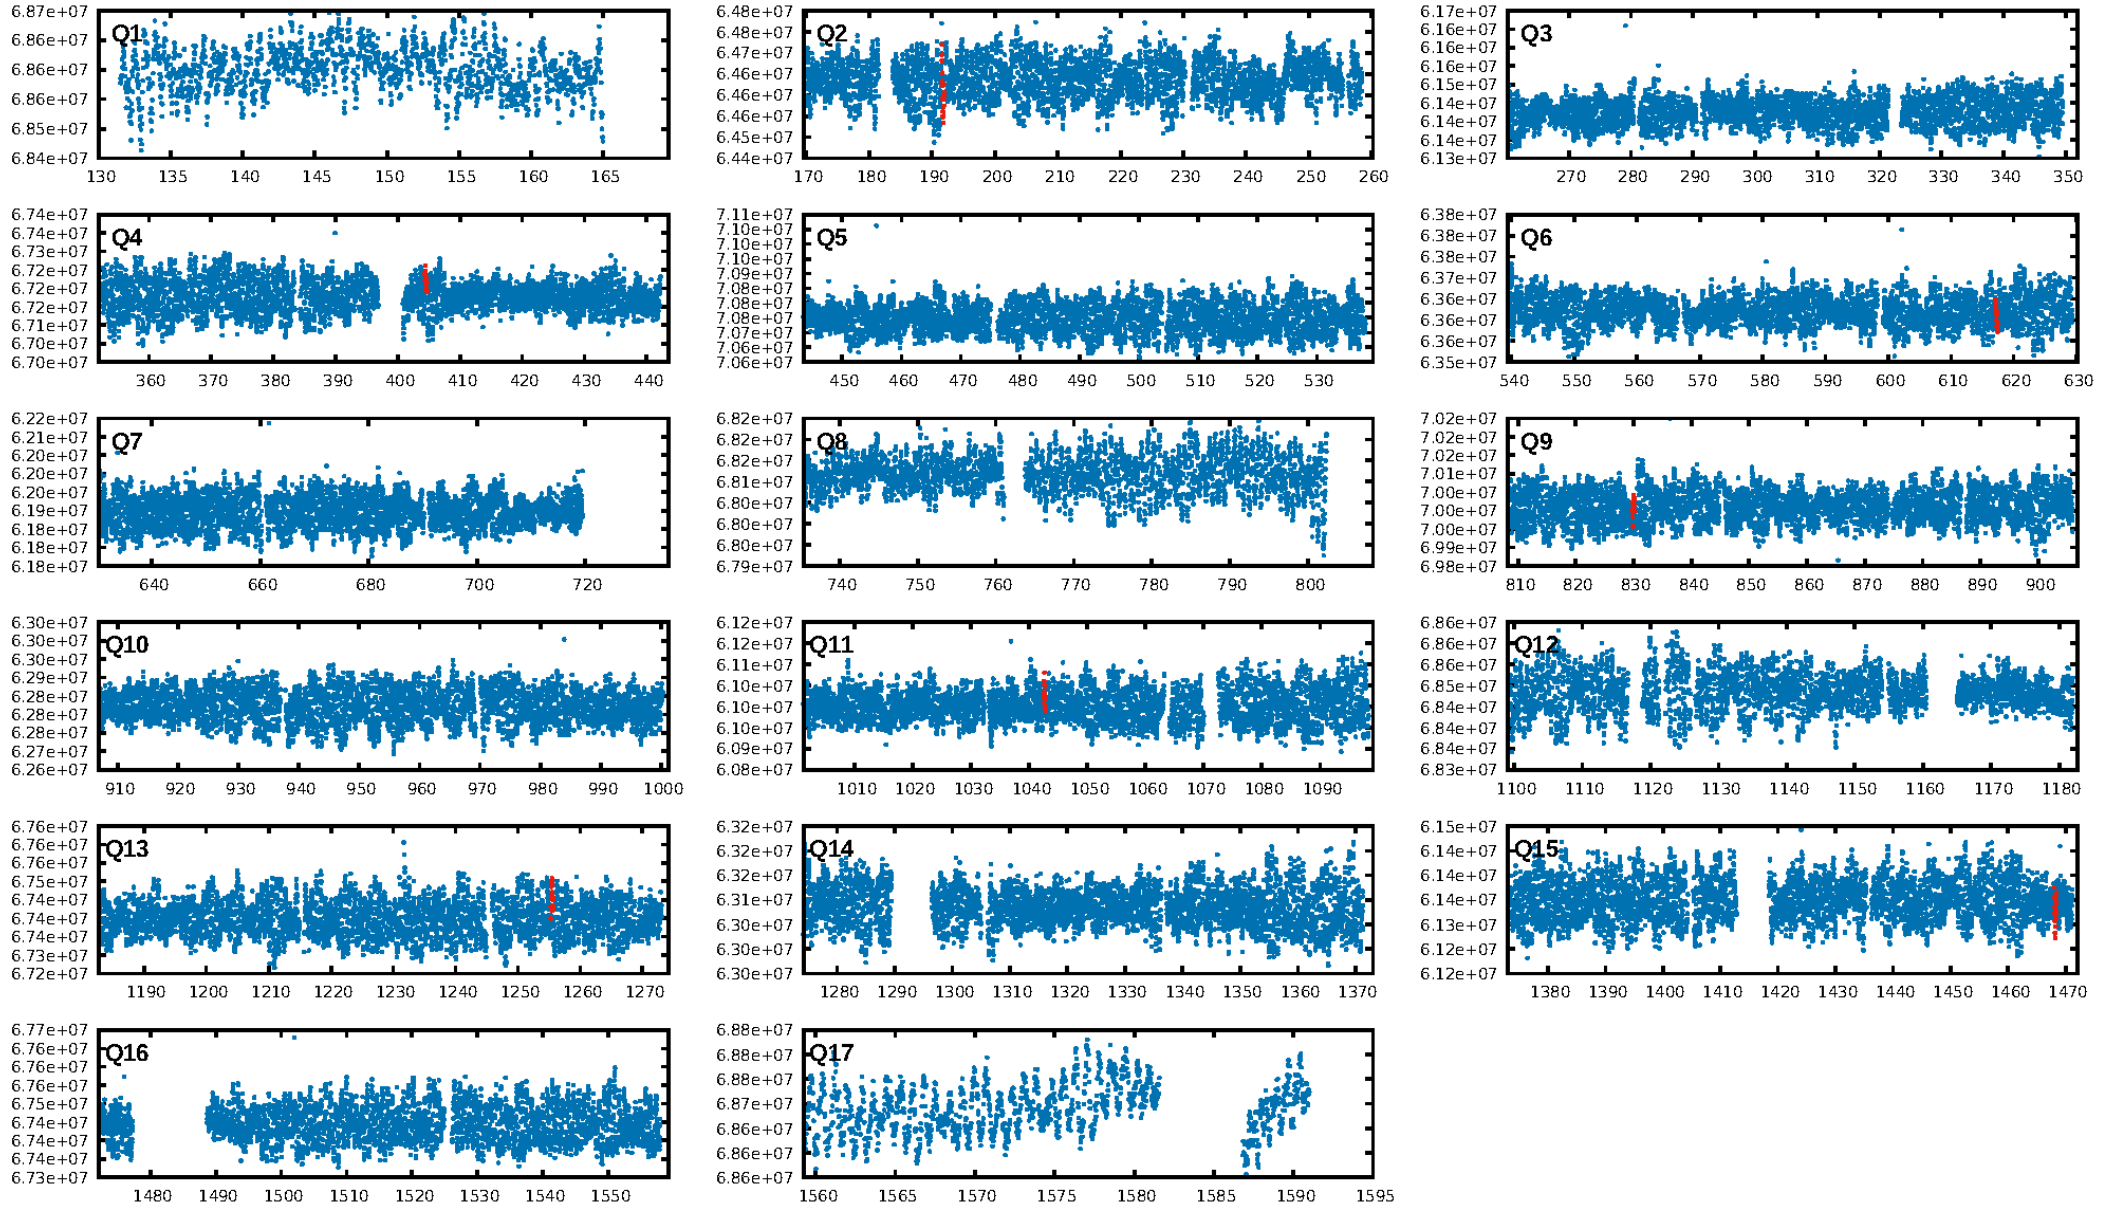 6.87e+07
6.86e+07
6.86e+07
6.86e+07
6.85e+07
6.84e+07
Q1
130 135 140 145 150 155 160 165
6.48e+07
6.48e+07
6.47e+07
6.46e+07
6.46e+07
6.46e+07
6.45e+07
6.44e+07
Q2
170 180 190 200 210 220 230 240 250 260
6.17e+07
6.16e+07
6.16e+07
6.16e+07
6.15e+07
6.14e+07
6.14e+07
6.13e+07
6.13e+07
Q3
270 280 290 300 310 320 330 340 350
6.74e+07
6.73e+07
6.73e+07
6.72e+07
6.72e+07
6.71e+07
6.71e+07
6.70e+07
6.70e+07
Q4
360 370 380 390 400 410 420 430 440
7.11e+07
7.10e+07
7.10e+07
7.09e+07
7.09e+07
7.08e+07
7.08e+07
7.07e+07
7.07e+07
7.06e+07
7.06e+07
Q5
450 460 470 480 490 500 510 520 530
6.38e+07
6.38e+07
6.38e+07
6.37e+07
6.36e+07
6.36e+07
6.36e+07
6.35e+07
Q6
540 550 560 570 580 590 600 610 620 630
6.22e+07
6.21e+07
6.20e+07
6.20e+07
6.20e+07
6.19e+07
6.18e+07
6.18e+07
6.18e+07
Q7
640 660 680 700 720
6.82e+07
6.82e+07
6.82e+07
6.81e+07
6.80e+07
6.80e+07
6.80e+07
6.79e+07
Q8
740 750 760 770 780 790 800
7.02e+07
7.02e+07
7.02e+07
7.01e+07
7.00e+07
7.00e+07
7.00e+07
6.99e+07
6.98e+07
Q9
810 820 830 840 850 860 870 880 890 900
6.30e+07
6.30e+07
6.30e+07
6.29e+07
6.28e+07
6.28e+07
6.28e+07
6.27e+07
6.26e+07
Q10
910 920 930 940 950 960 970 980 990 1000
6.12e+07
6.12e+07
6.11e+07
6.10e+07
6.10e+07
6.10e+07
6.09e+07
6.08e+07
Q11
1010 1020 1030 1040 1050 1060 1070 1080 1090
6.86e+07
6.86e+07
6.86e+07
6.85e+07
6.84e+07
6.84e+07
6.84e+07
6.83e+07
Q12
1100 1110 1120 1130 1140 1150 1160 1170 1180
6.76e+07
6.76e+07
6.76e+07
6.75e+07
6.74e+07
6.74e+07
6.74e+07
6.73e+07
6.72e+07
Q13
1190 1200 1210 1220 1230 1240 1250 1260 1270
6.32e+07
6.32e+07
6.32e+07
6.31e+07
6.30e+07
6.30e+07
6.30e+07
Q14
1280 1290 1300 1310 1320 1330 1340 1350 1360 1370
6.15e+07
6.14e+07
6.14e+07
6.13e+07
6.13e+07
6.12e+07
6.12e+07
Q15
1380 1390 1400 1410 1420 1430 1440 1450 1460 1470
6.77e+07
6.76e+07
6.76e+07
6.76e+07
6.75e+07
6.74e+07
6.74e+07
6.74e+07
6.73e+07
Q16
1480 1490 1500 1510 1520 1530 1540 1550
6.88e+07
6.88e+07
6.88e+07
6.87e+07
6.86e+07
6.86e+07
6.86e+07
Q17
1560 1565 1570 1575 1580 1585 1590 1595